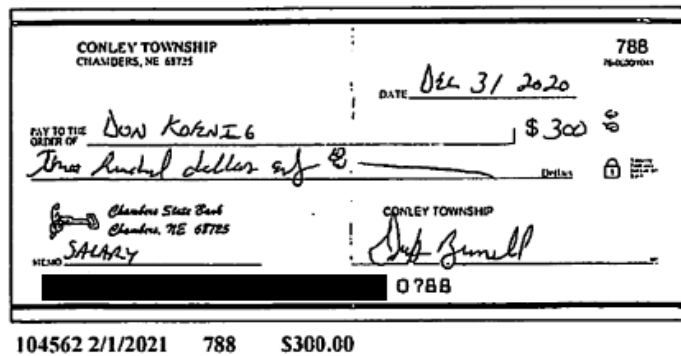 CONLEY TOWNSHIP 788
CHAMBERS, NE 68725
DATE Dec 31 2020
PAY TO THE ORDER OF DON KOENIG $ 300 00
Three hundred dollars and Dollars
Chambers State Bank CONLEY TOWNSHIP
Chambers, NE 68725
MEMO SALARY
0788
104562 2/1/2021 788 $300.00